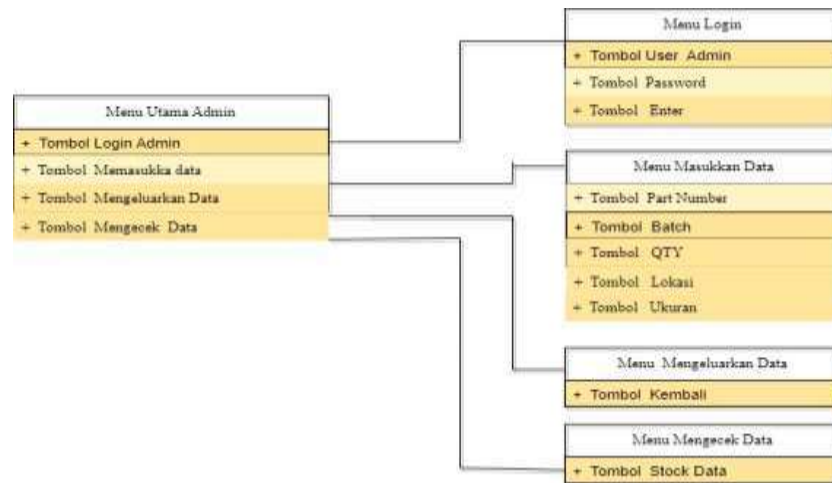 Menu Utama Admin
+ Tombol Login Admin
+ Tombol Memasukka data
+ Tombol Mengeluarkan Data
+ Tombol Mengecek Data
Menu Login
+ Tombol User Admin
+ Tombol Password
+ Tombol Enter
Menu Masukkan Data
+ Tombol Part Number
+ Tombol Batch
+ Tombol QTY
+ Tombol Lokasi
+ Tombol Ukuran
Menu Mengeluarkan Data
+ Tombol Kembali
Menu Mengecek Data
+ Tombol Stock Data